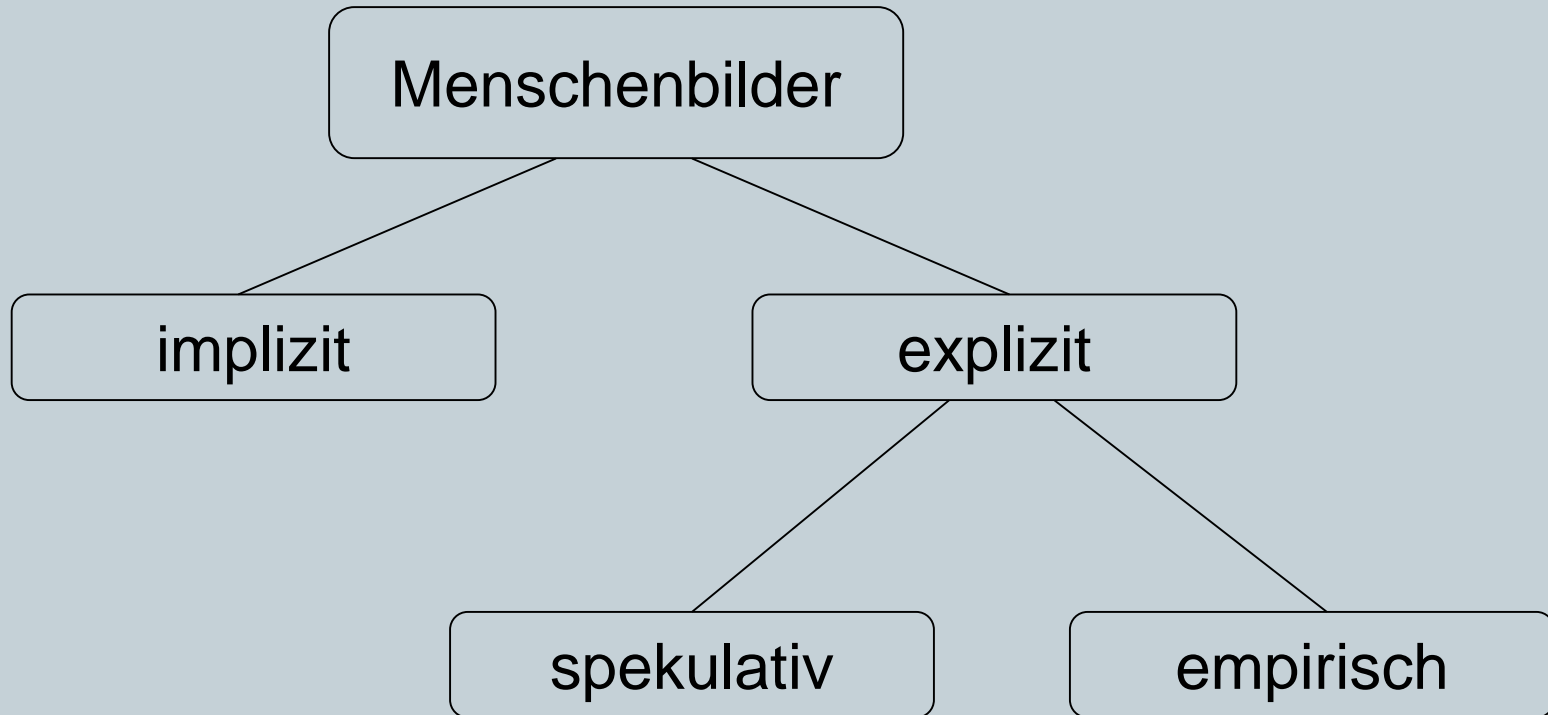 Menschenbilder
implizit
explizit
spekulativ
empirisch